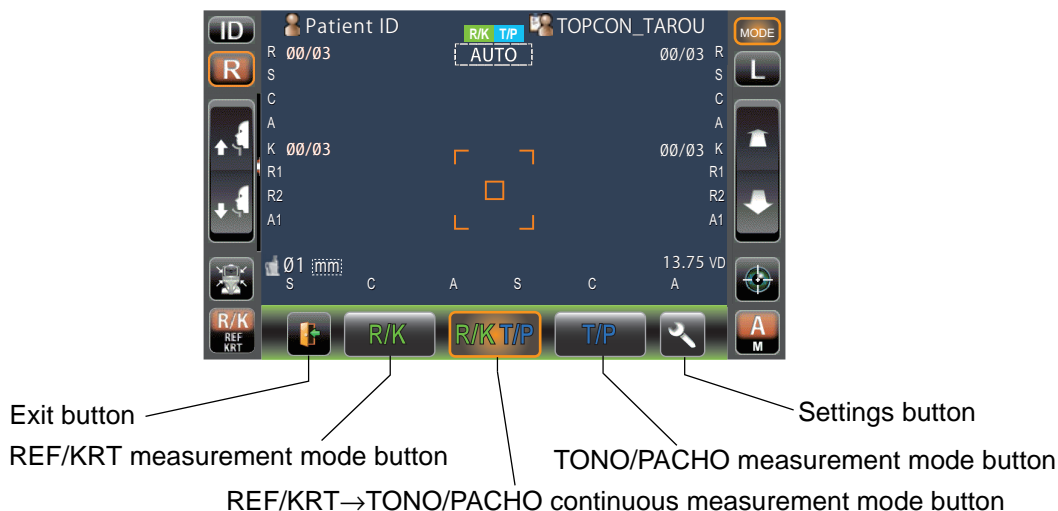 ID Patient ID R/K T/P TOPCON_TAROU MODE
R 00/03 AUTO 00/03 R
R S S L
C C
A A
K 00/03 00/03 K
R1 R1
R2 R2
A1 A1
01 mm 13.75 VD
S C A S C A
R/K REF KRT R/K R/K T/P T/P A M
Exit button
Settings button
REF/KRT measurement mode button
TONO/PACHO measurement mode button
REF/KRT→TONO/PACHO continuous measurement mode button